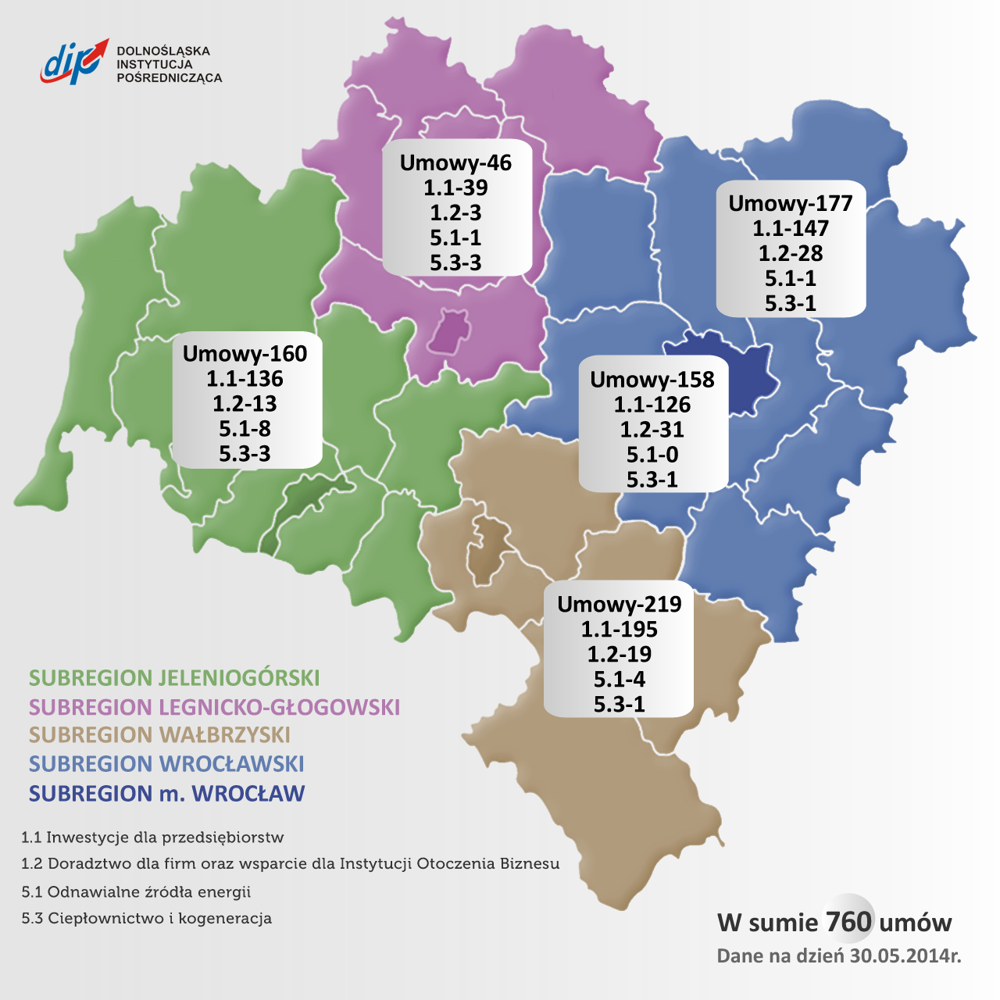 dip
DOLNOŚLĄSKA
INSTYTUCJA
POŚREDNICZĄCA
Umowy-46
1.1-39
1.2-3
5.1-1
5.3-3
Umowy-177
1.1-147
1.2-28
5.1-1
5.3-1
Umowy-160
1.1-136
1.2-13
5.1-8
5.3-3
Umowy-158
1.1-126
1.2-31
5.1-0
5.3-1
Umowy-219
1.1-195
1.2-19
5.1-4
5.3-1
SUBREGION JELENIOGÓRSKI
SUBREGION LEGNICKO-GŁOGOWSKI
SUBREGION WAŁBRZYSKI
SUBREGION WROCŁAWSKI
SUBREGION m. WROCŁAW
1.1 Inwestycje dla przedsiębiorstw
1.2 Doradztwo dla firm oraz wsparcie dla Instytucji Otoczenia Biznesu
5.1 Odnawialne źródła energii
5.3 Ciepłownictwo i kogeneracja
W sumie 760 umów
Dane na dzień 30.05.2014r.